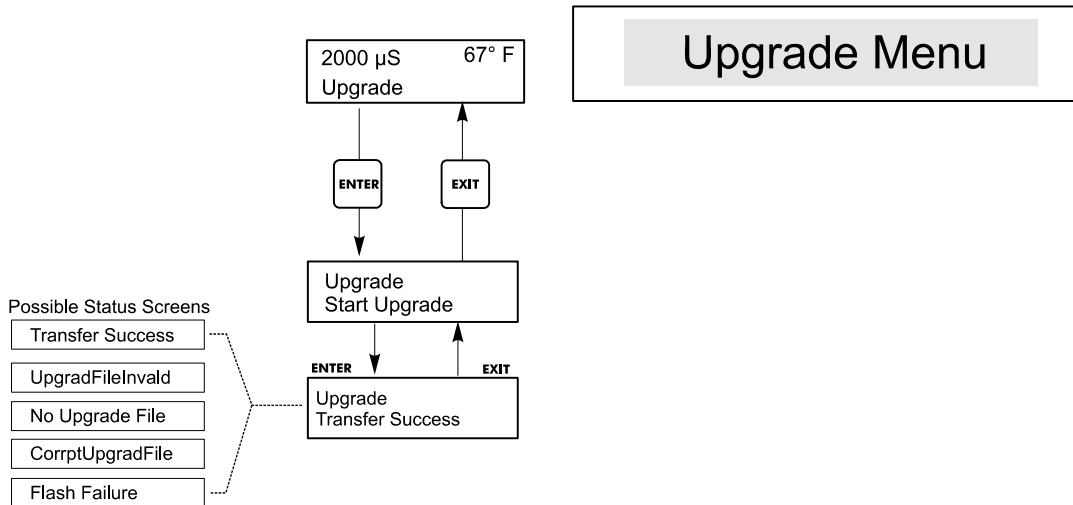 Upgrade Menu
2000 µS 67° F
Upgrade
ENTER EXIT
Upgrade
Start Upgrade
ENTER EXIT
Upgrade
Transfer Success
Possible Status Screens
Transfer Success
UpgradFileInvald
No Upgrade File
CorrptUpgradFile
Flash Failure